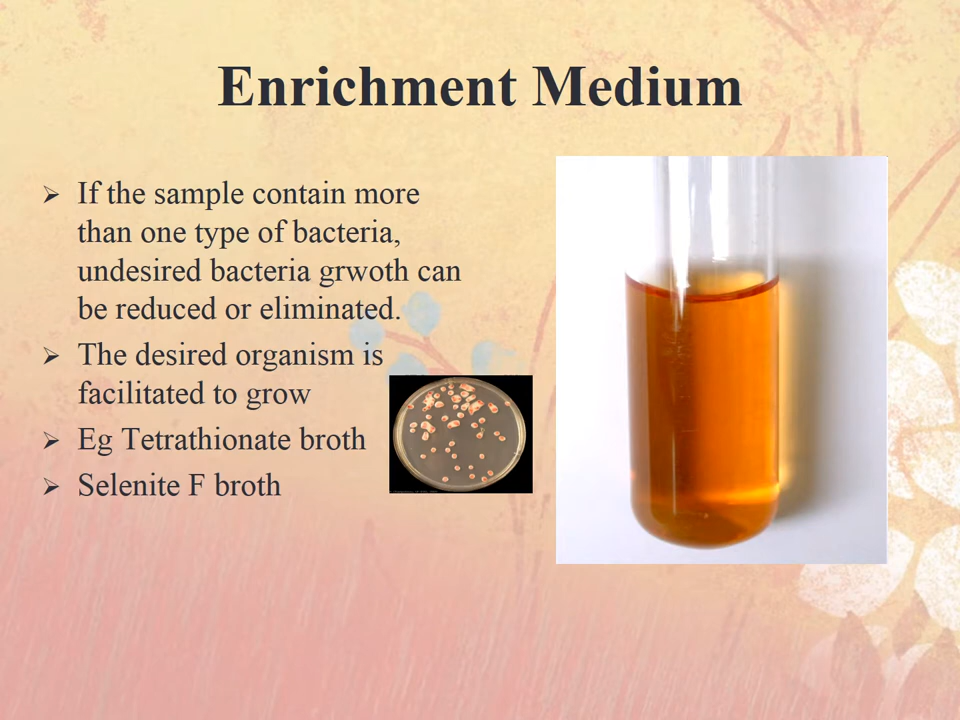 Enrichment Medium
If the sample contain more
than one type of bacteria,
undesired bacteria grwoth can
be reduced or eliminated.
The desired organism is
facilitated to grow
Eg Tetrathionate broth
Selenite F broth